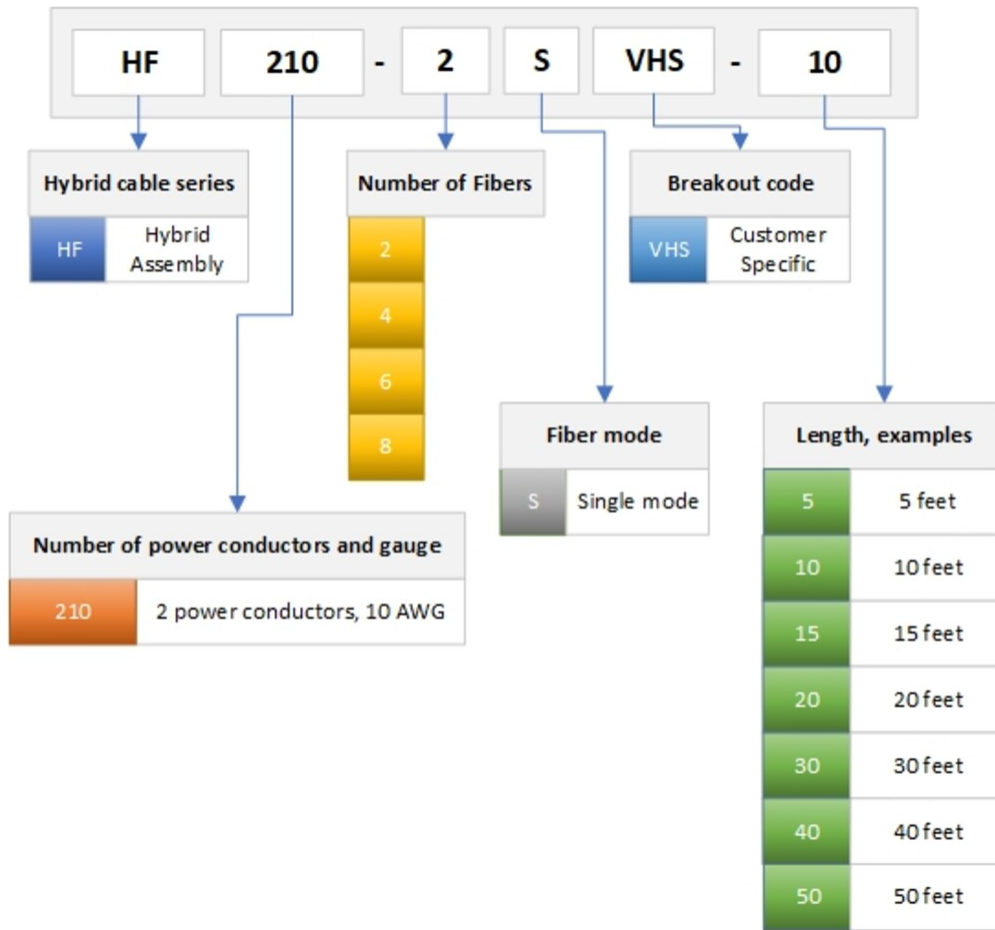 HF 210 - 2 S VHS - 10
Hybrid cable series
HF Hybrid
Assembly
Number of Fibers
2
4
6
8
Breakout code
VHS Customer
Specific
Fiber mode
S Single mode
Number of power conductors and gauge
210 2 power conductors, 10 AWG
Length, examples
5 5 feet
10 10 feet
15 15 feet
20 20 feet
30 30 feet
40 40 feet
50 50 feet